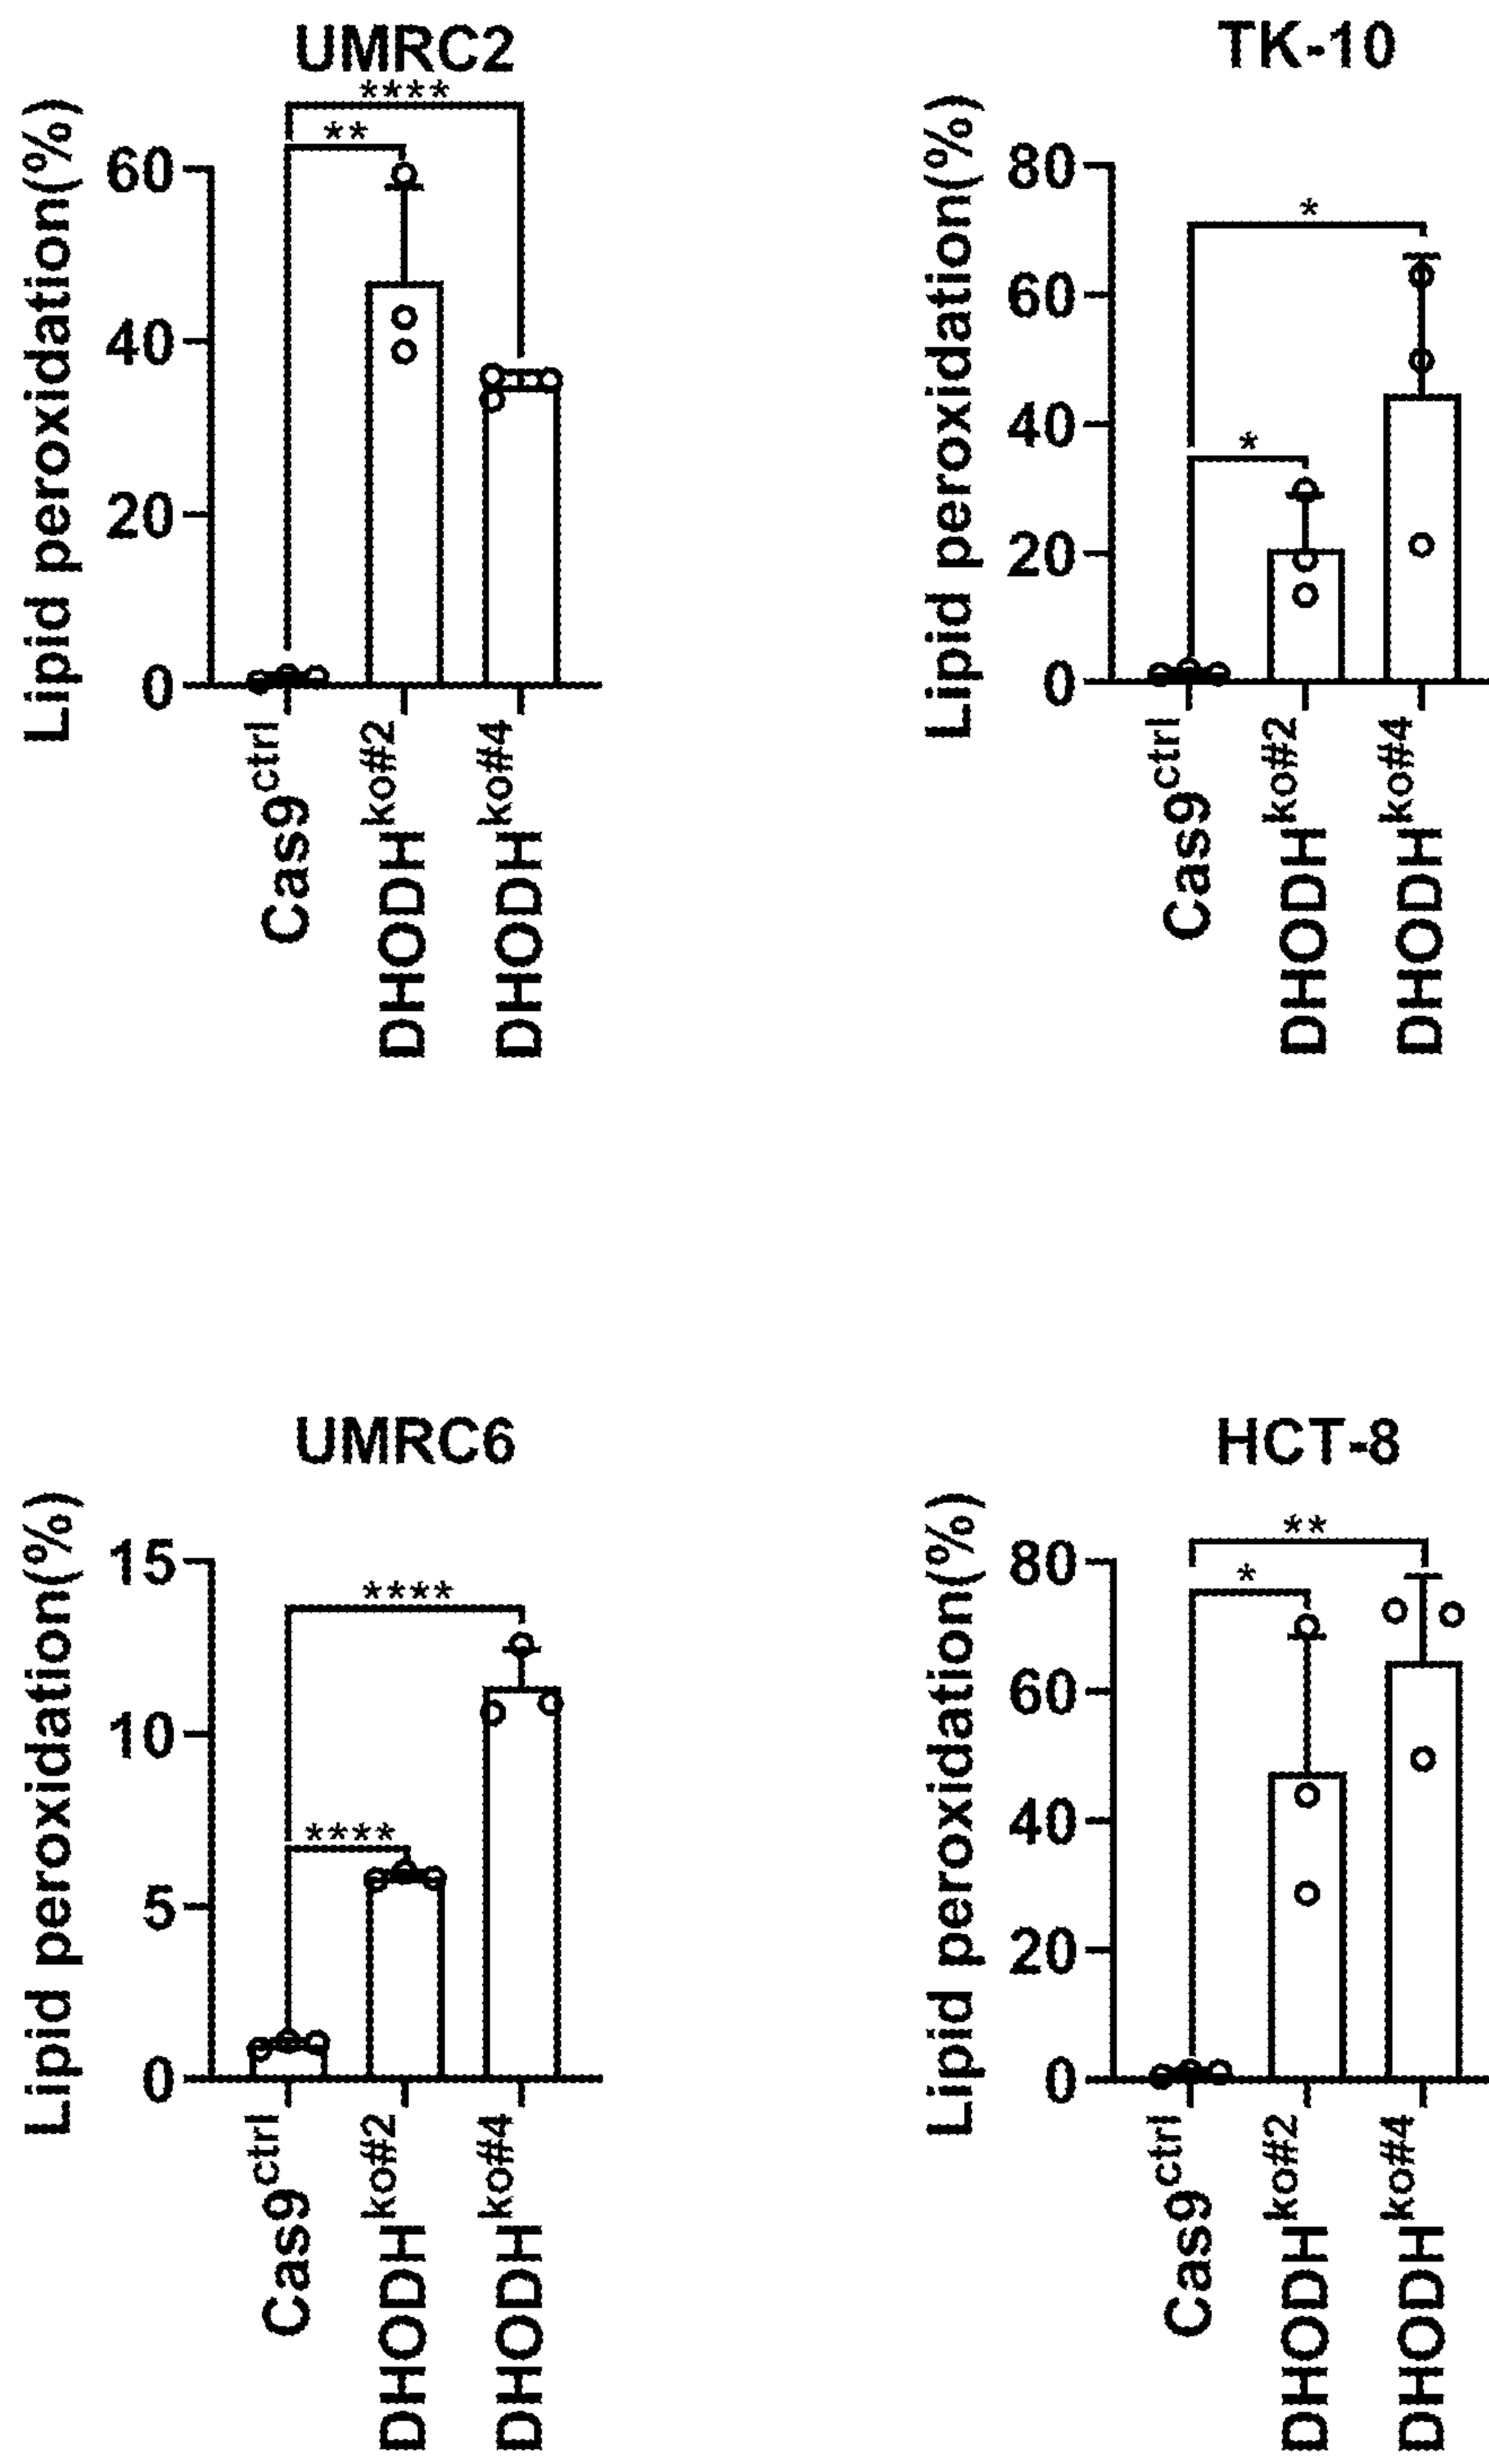 UMRC2
Lipid peroxidation(%)
****
**
60
40
20
0
Cas9ctrl
DHODHko#2
DHODHko#4
TK-10
Lipid peroxidation(%)
*
*
80
60
40
20
0
Cas9ctrl
DHODHko#2
DHODHko#4
UMRC6
Lipid peroxidation(%)
****
****
15
10
5
0
Cas9ctrl
DHODHko#2
DHODHko#4
HCT-8
Lipid peroxidation(%)
**
*
80
60
40
20
0
Cas9ctrl
DHODHko#2
DHODHko#4